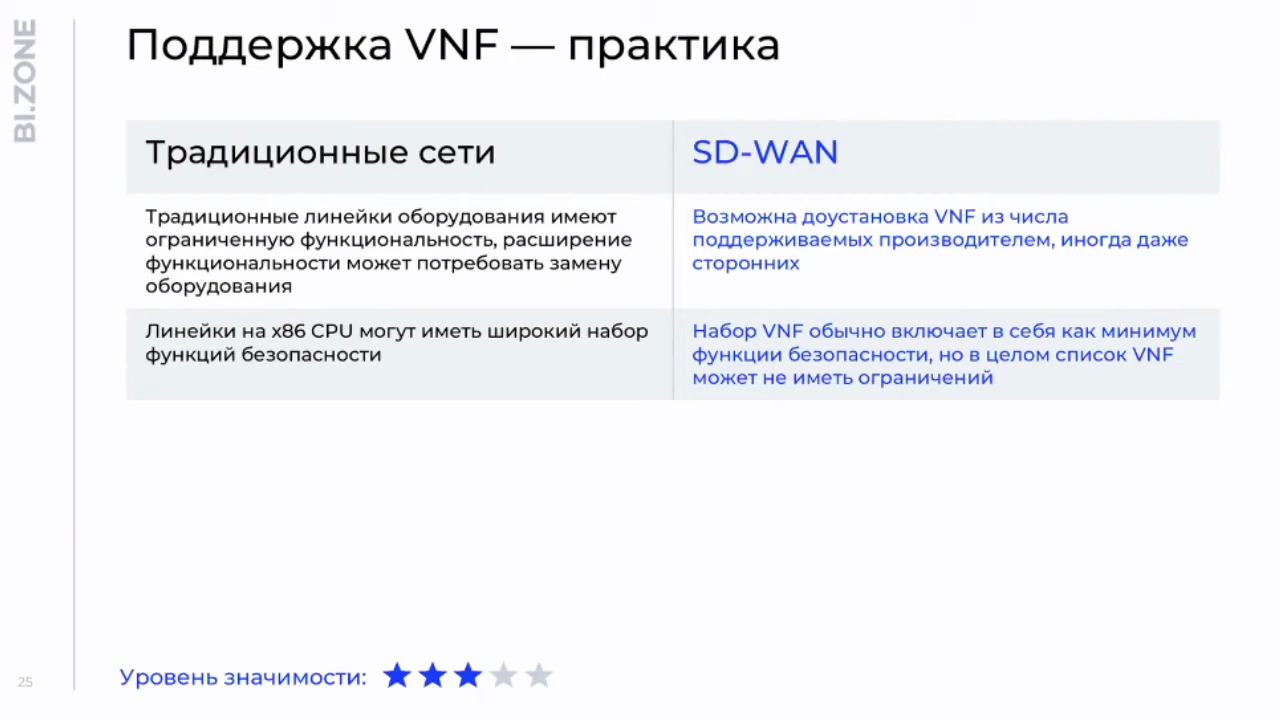 BI.ZONE
Поддержка VNF — практика
Традиционные сети
SD-WAN
Традиционные линейки оборудования имеют
ограниченную функциональность, расширение
функциональности может потребовать замену
оборудования
Возможна доустановка VNF из числа
поддерживаемых производителем, иногда даже
сторонних
Линейки на x86 CPU могут иметь широкий набор
функций безопасности
Набор VNF обычно включает в себя как минимум
функции безопасности, но в целом список VNF
может не иметь ограничений
Уровень значимости:
25